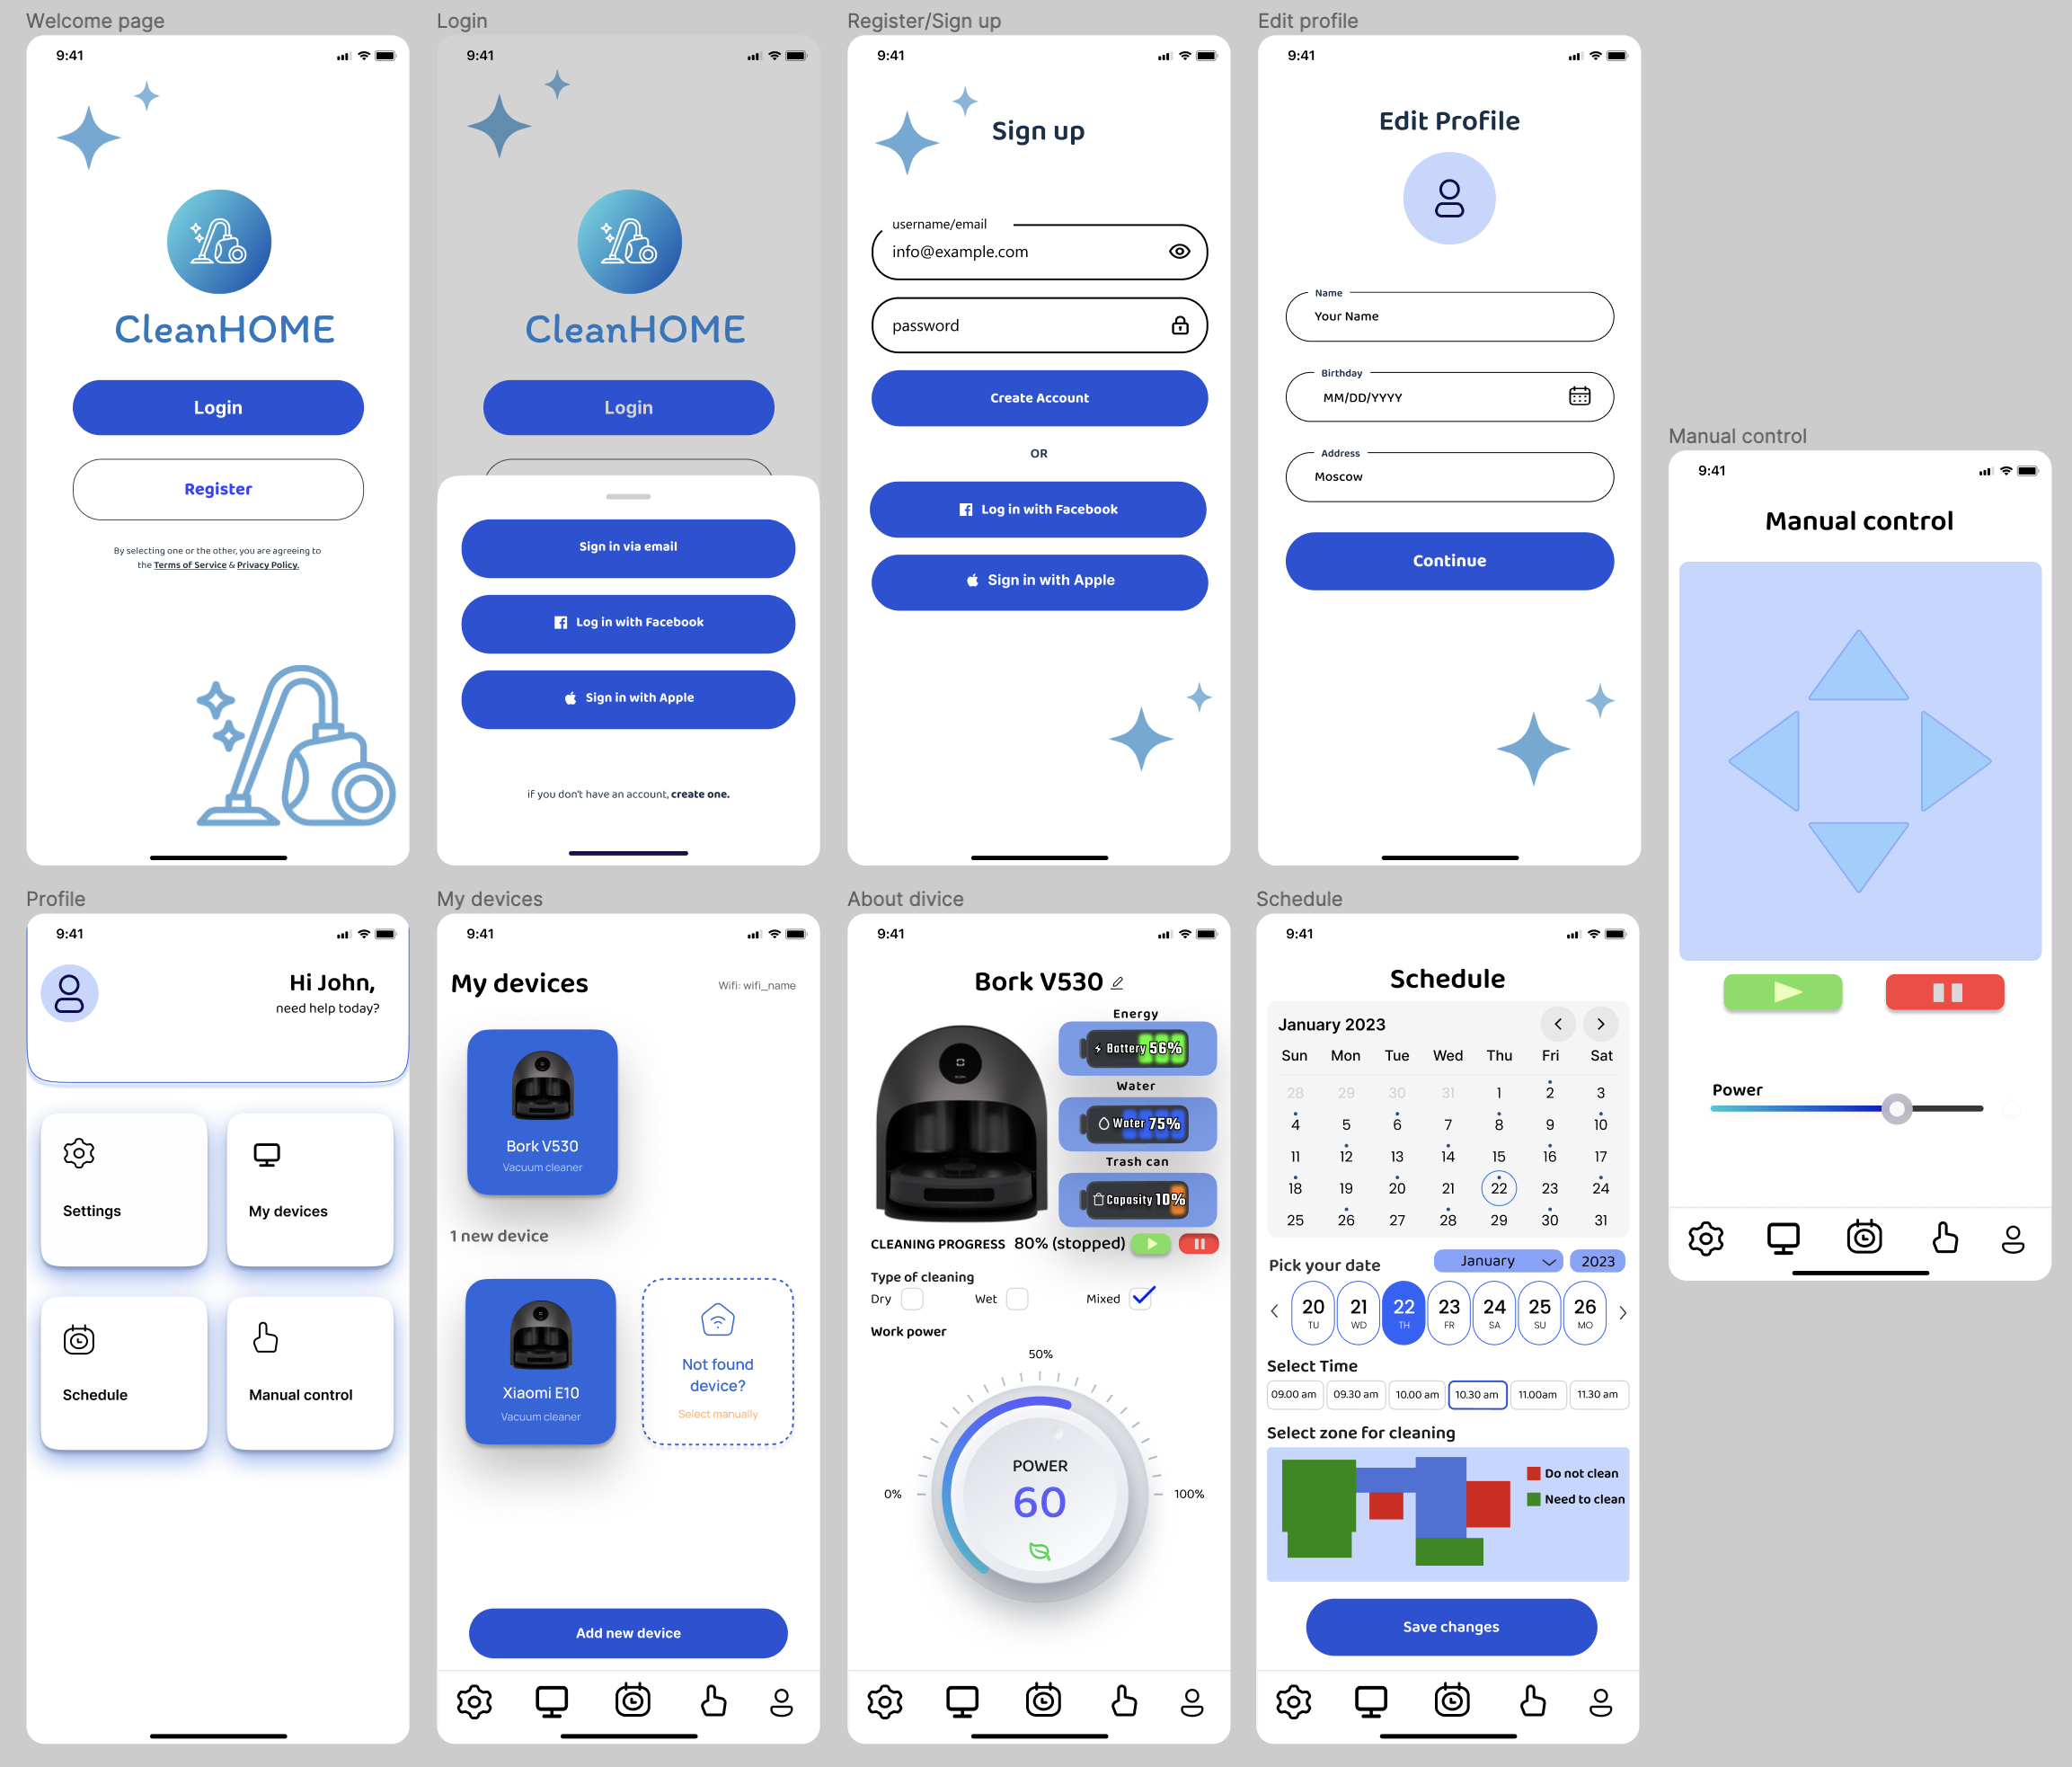 Welcome page
9:41
CleanHOME
Login
Register
By selecting one or the other, you are agreeing to
the Terms of Service & Privacy Policy.
Login
9:41
CleanHOME
Login
Sign in via email
Log in with Facebook
Sign in with Apple
if you don't have an account, create one.
Register/Sign up
9:41
Sign up
username/email
info@example.com
password
Create Account
OR
Log in with Facebook
Sign in with Apple
Edit profile
9:41
Edit Profile
Name
Your Name
Birthday
MM/DD/YYYY
Address
Moscow
Continue
Manual control
9:41
Manual control
Power
Profile
9:41
Hi John,
need help today?
Settings
My devices
Schedule
Manual control
My devices
9:41
My devices
Wifi: wifi_name
Bork V530
Vacuum cleaner
1 new device
Xiaomi E10
Vacuum cleaner
Not found
device?
Select manually
Add new device
About divice
9:41
Bork V530
Energy
Battery 56%
Water
Water 75%
Trash can
Capasity 10%
CLEANING PROGRESS 80% (stopped)
Type of cleaning
Dry Wet Mixed
Work power
50%
0% 100%
POWER
60
Schedule
9:41
Schedule
January 2023
Sun Mon Tue Wed Thu Fri Sat
28 29 30 31 1 2 3
4 5 6 7 8 9 10
11 12 13 14 15 16 17
18 19 20 21 22 23 24
25 26 27 28 29 30 31
Pick your date January 2023
20 21 22 23 24 25 26
TU WD TH FR SA SU MO
Select Time
09.00 am 09.30 am 10.00 am 10.30 am 11.00am 11.30 am
Select zone for cleaning
Do not clean
Need to clean
Save changes